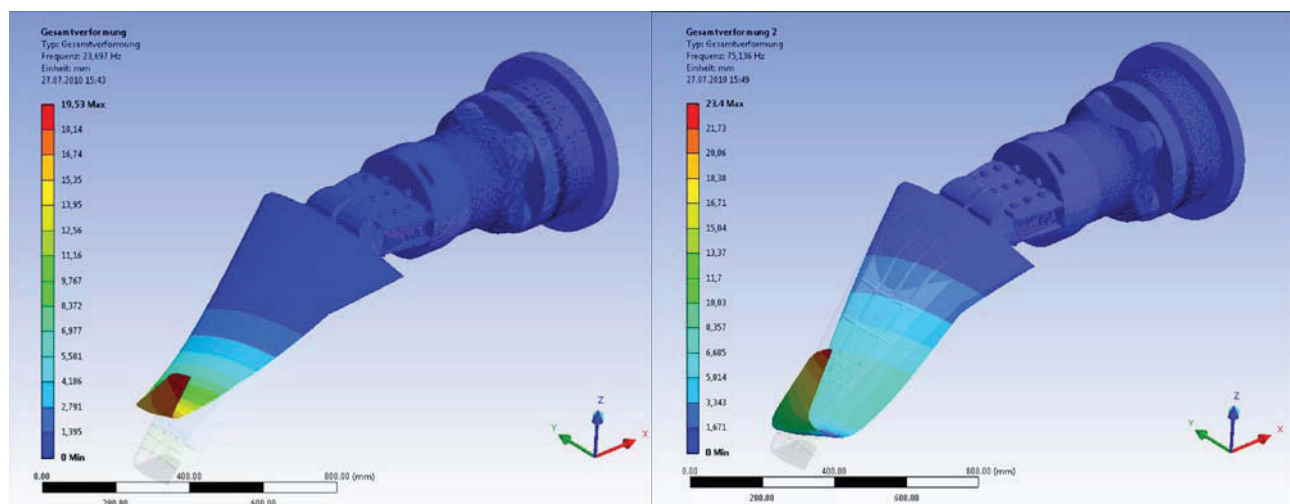 Gesamtverformung
Typ: Gesamtverformung
Frequenz: 23,697 Hz
Einheit: mm
27.07.2010 15:43
19,53 Max
18,14
16,74
15,35
13,95
12,56
11,16
9,767
8,372
6,977
5,581
4,186
2,791
1,395
0 Min
Z
Y
X
0.00 400.00 800.00 (mm)
200.00 600.00
Gesamtverformung 2
Typ: Gesamtverformung
Frequenz: 75,136 Hz
Einheit: mm
27.07.2010 15:49
23,4 Max
21,73
20,06
18,38
16,71
15,04
13,37
11,7
10,03
8,357
6,685
5,014
3,343
1,671
0 Min
Z
Y
X
0.00 400.00 800.00 (mm)
200.00 600.00